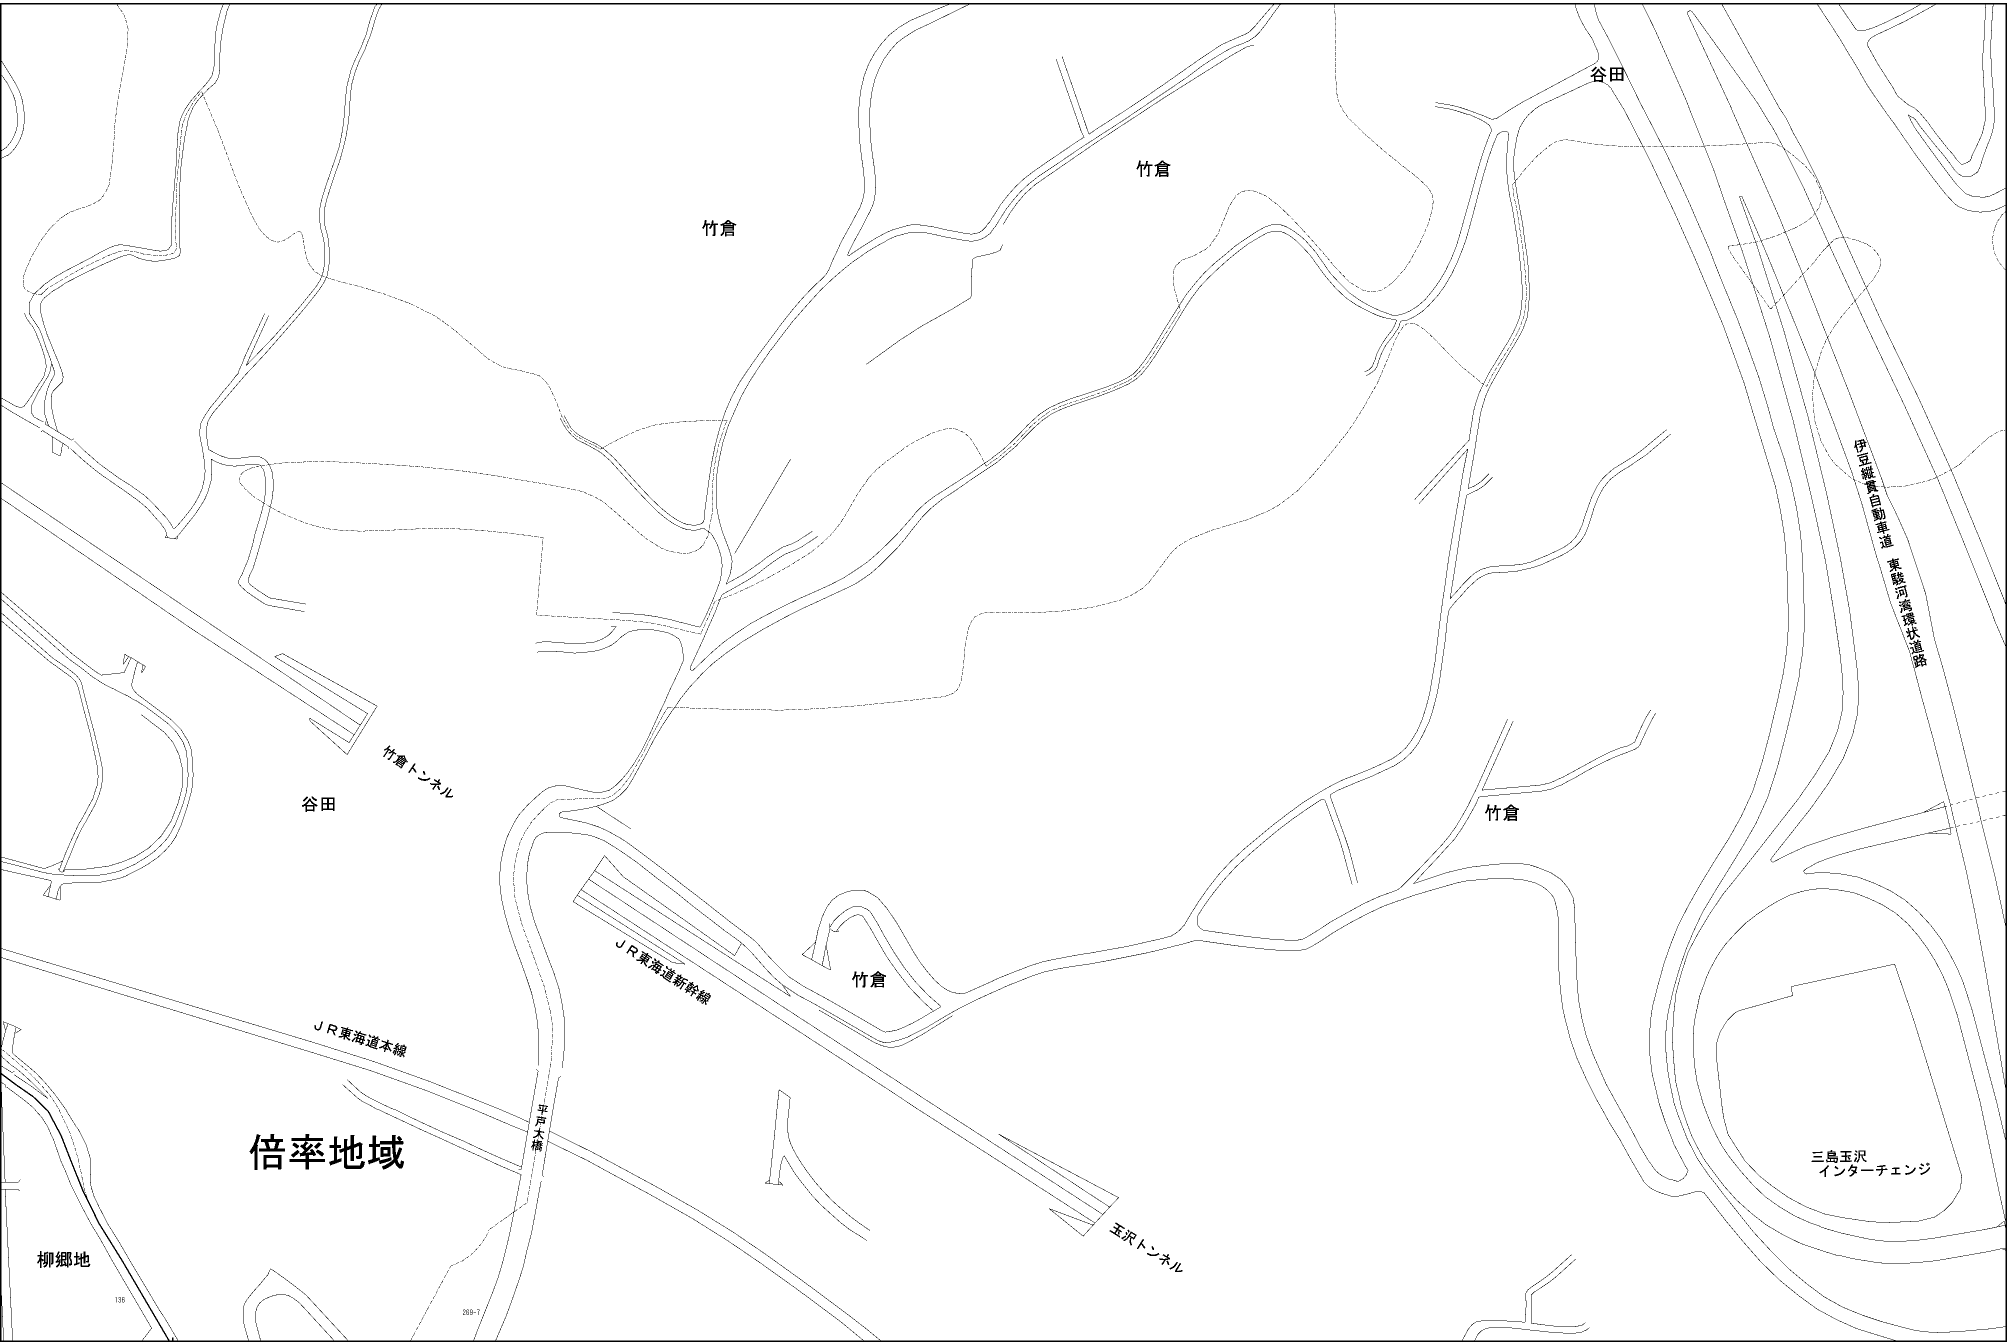 谷田
竹倉
竹倉
伊豆縦貫自動車道 東駿河湾環状道路
竹倉トンネル
谷田
竹倉
竹倉
JR東海道新幹線
JR東海道本線
平戸大橋
倍率地域
三島玉沢
インターチェンジ
玉沢トンネル
柳郷地
136
269-7